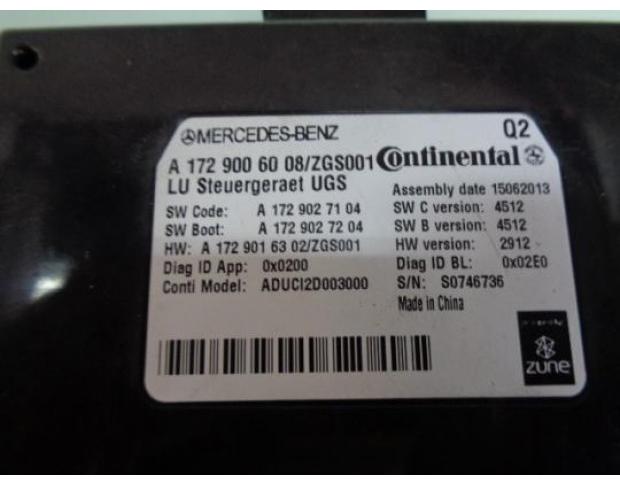 MERCEDES-BENZ
Q2
A 172 900 60 08/ZGS001
Continental
LU Steuergeraet UGS
Assembly date 15062013
SW Code: A 172 902 71 04
SW C version: 4512
SW Boot: A 172 902 72 04
SW B version: 4512
HW: A 172 901 63 02/ZGS001
HW version: 2912
Diag ID App: 0x0200
Diag ID BL: 0x02E0
Conti Model: ADUCI2D003000
S/N: S0746736
Made in China
zune